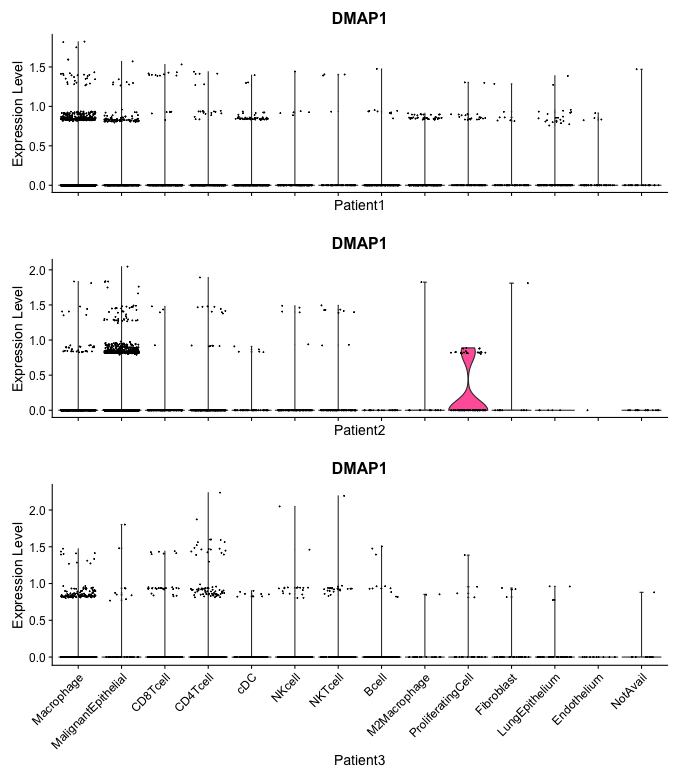 DMAP1
Expression Level
1.5
1.0
0.5
0.0
Patient1
DMAP1
Expression Level
2.0
1.5
1.0
0.5
0.0
Patient2
DMAP1
Expression Level
2.0
1.5
1.0
0.5
0.0
Macrophage
MalignantEpithelial
CD8Tcell
CD4Tcell
cDC
NKcell
NKTcell
Bcell
M2Macrophage
ProliferatingCell
Fibroblast
LungEpithelium
Endothelium
NotAvail
Patient3